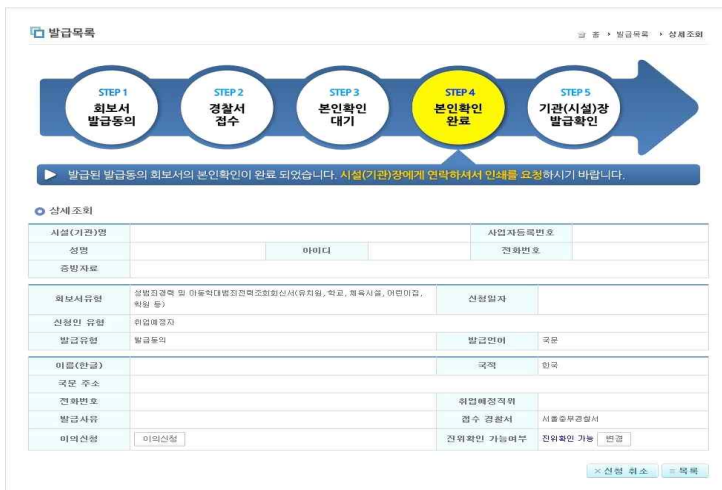 발급목록
홈 › 발급목록 › 상세조회
STEP 1 STEP 2 STEP 3 STEP 4 STEP 5
회보서 발급동의
경찰서 접수
본인확인 대기
본인확인 완료
기관(시설)장 발급확인
발급된 발급동의 회보서의 본인확인이 완료 되었습니다. 시설(기관)장에게 연락하셔서 인쇄를 요청하시기 바랍니다.
상세조회
시설(기관)명 사업자등록번호
성명 아이디 전화번호
증빙자료
회보서유형 성범죄경력 및 아동학대범죄전력조회회신서(유치원, 학교, 체육시설, 어린이집, 학원 등) 신청일자
신청인 유형 취업예정자
발급유형 발급동의 발급언어 국문
이름(한글) 국적 한국
국문 주소
전화번호 취업예정직위
발급사유 접수 경찰서 서울중부경찰서
이의신청 이의신청 진위확인 가능여부 진위확인 가능 변경
× 신청 취소 목록